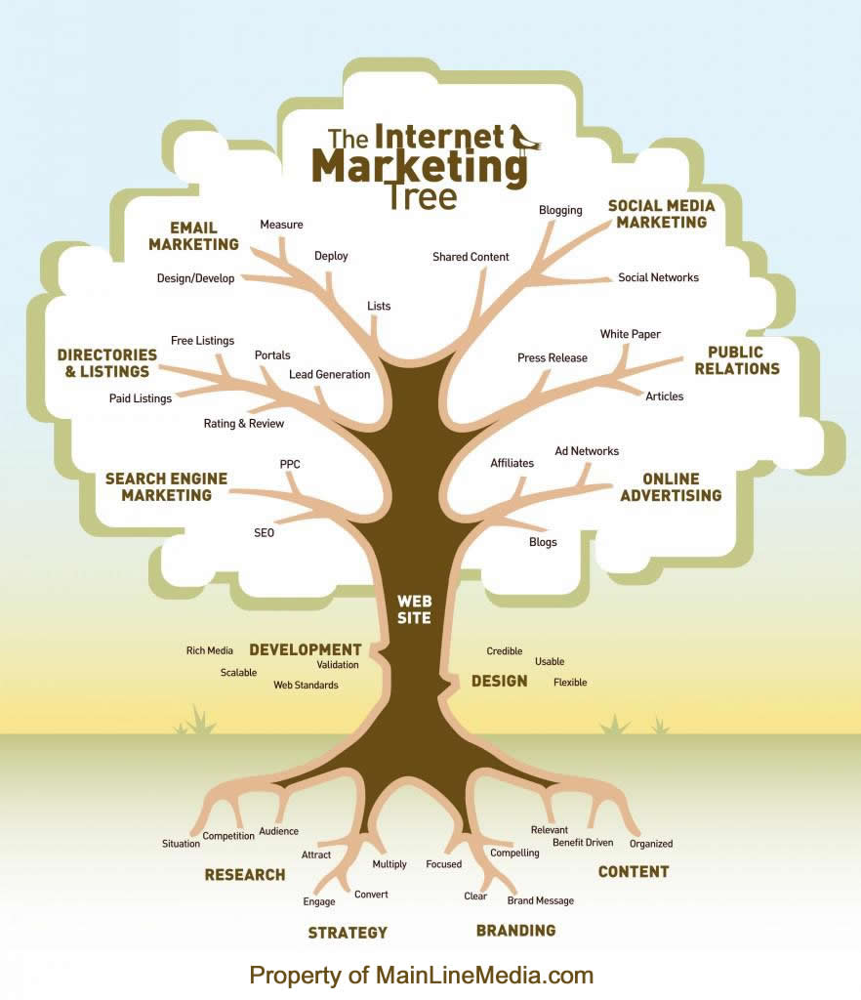 The Internet
Marketing
Tree
EMAIL
MARKETING
Measure
Deploy
Design/Develop
Lists
Blogging
SOCIAL MEDIA
MARKETING
Shared Content
Social Networks
DIRECTORIES
& LISTINGS
Free Listings
Portals
Lead Generation
Paid Listings
Rating & Review
White Paper
Press Release
PUBLIC
RELATIONS
Articles
SEARCH ENGINE
MARKETING
PPC
SEO
Affiliates
Ad Networks
ONLINE
ADVERTISING
Blogs
WEB
SITE
Rich Media
DEVELOPMENT
Validation
Scalable
Web Standards
Credible
Usable
DESIGN
Flexible
Situation
Competition
Audience
RESEARCH
Attract
Multiply
Engage
Convert
STRATEGY
Focused
Compelling
Clear
Brand Message
BRANDING
Relevant
Benefit Driven
Organized
CONTENT
Property of MainLineMedia.com